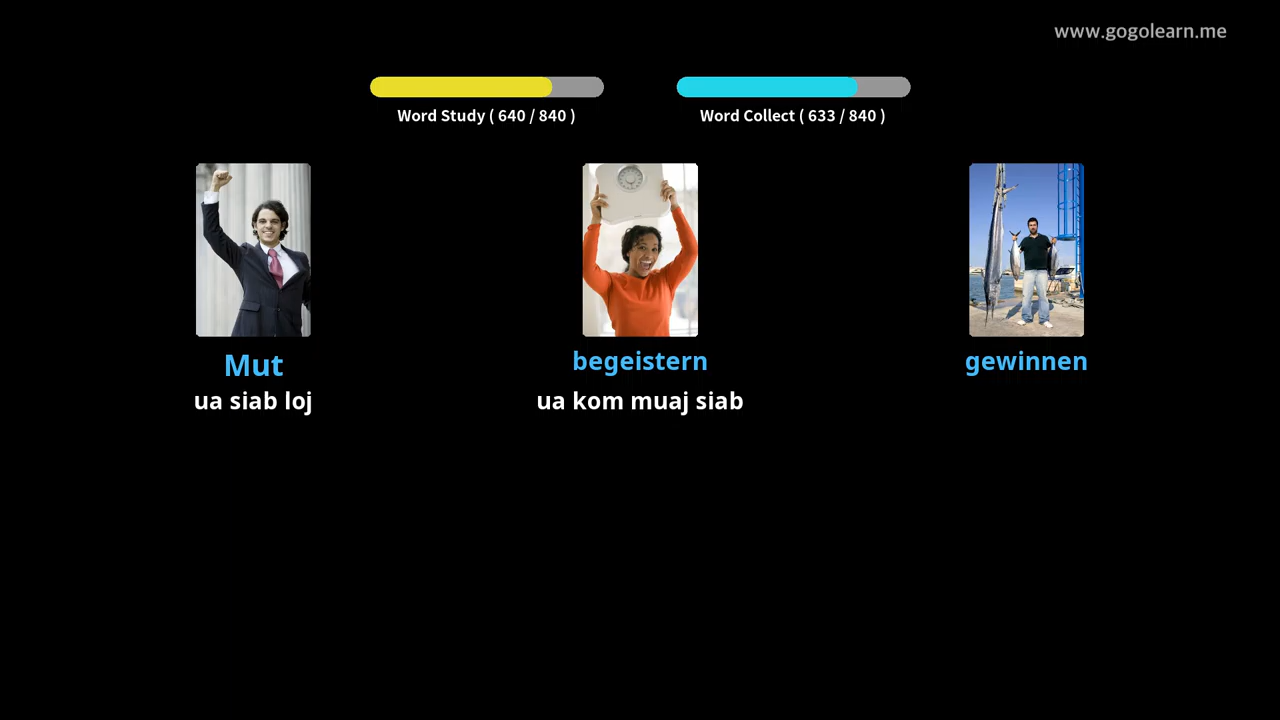 www.gogolearn.me
Word Study ( 640 / 840 )
Word Collect ( 633 / 840 )
Mut
begeistern
gewinnen
ua siab loj
ua kom muaj siab